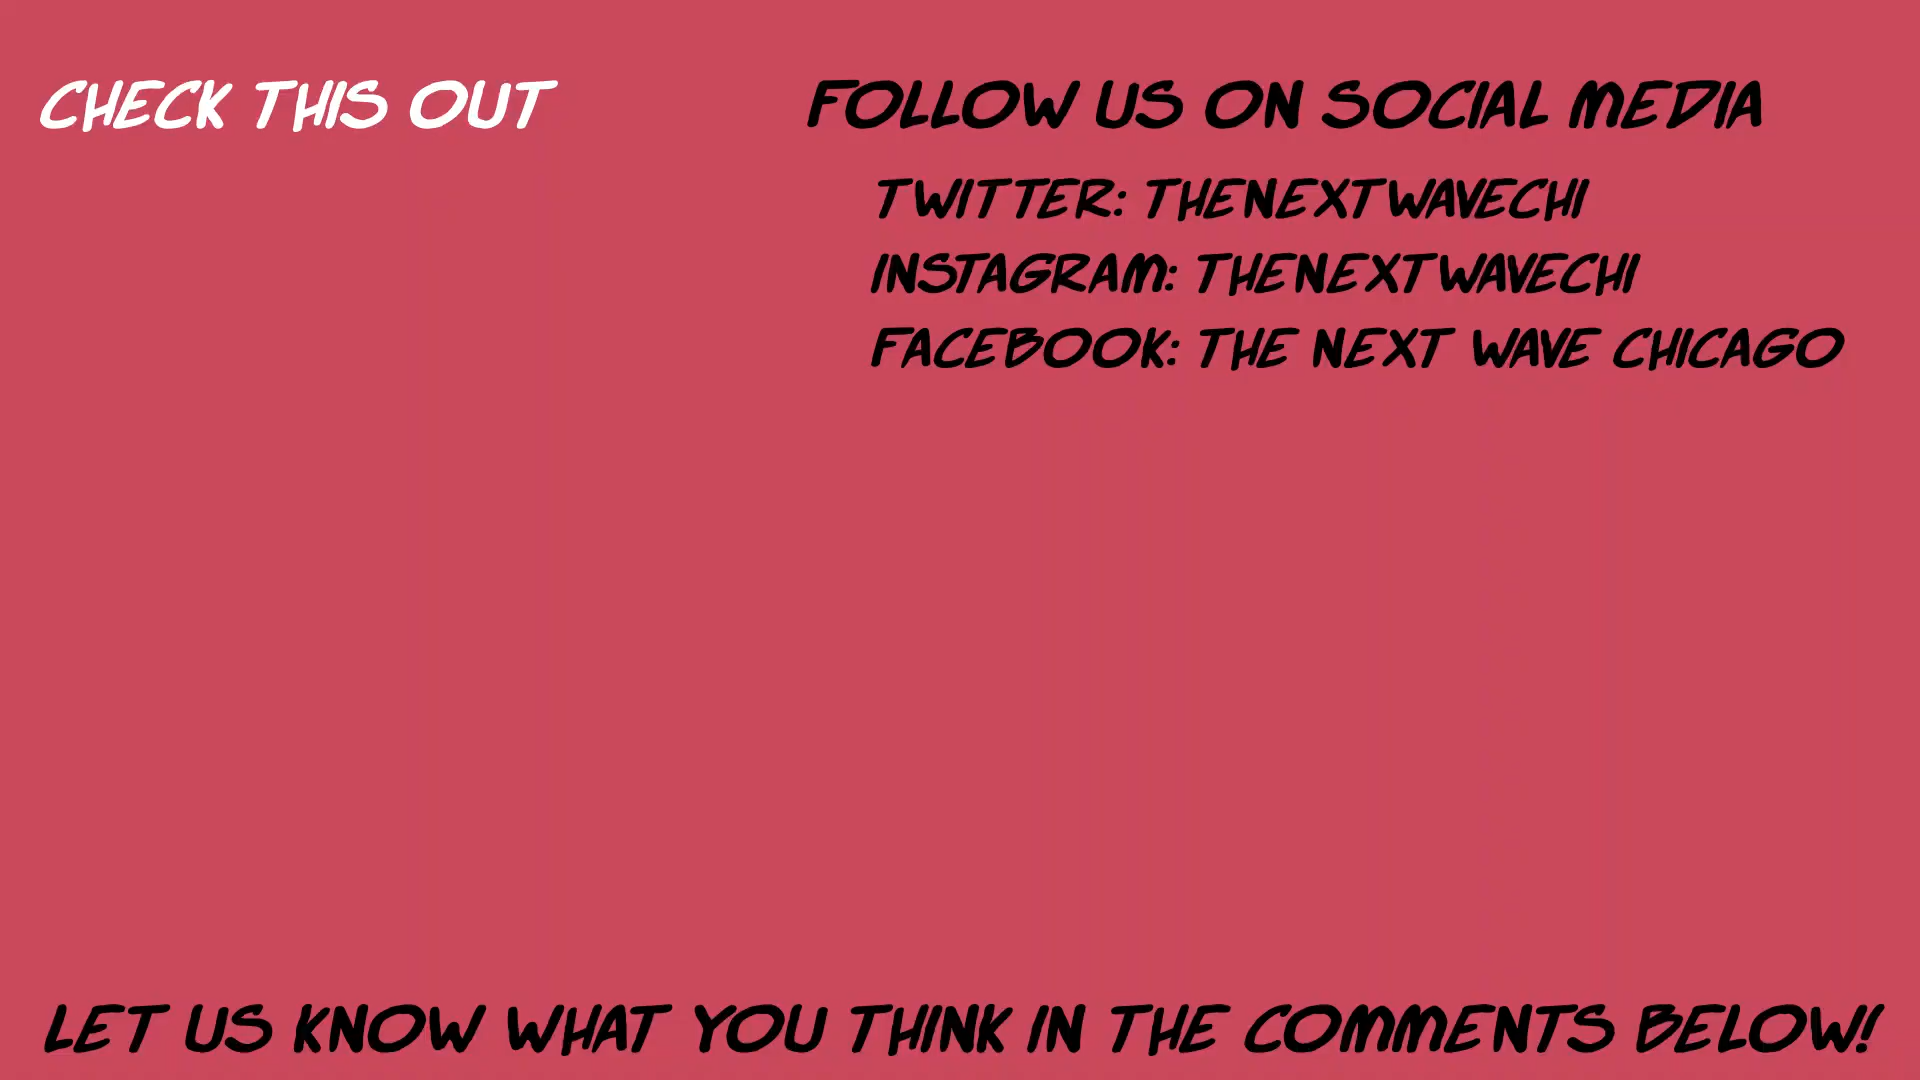 CHECK THIS OUT
FOLLOW US ON SOCIAL MEDIA
TWITTER: THENEXTWAVECHI
INSTAGRAM: THENEXTWAVECHI
FACEBOOK: THE NEXT WAVE CHICAGO
LET US KNOW WHAT YOU THINK IN THE COMMENTS BELOW!